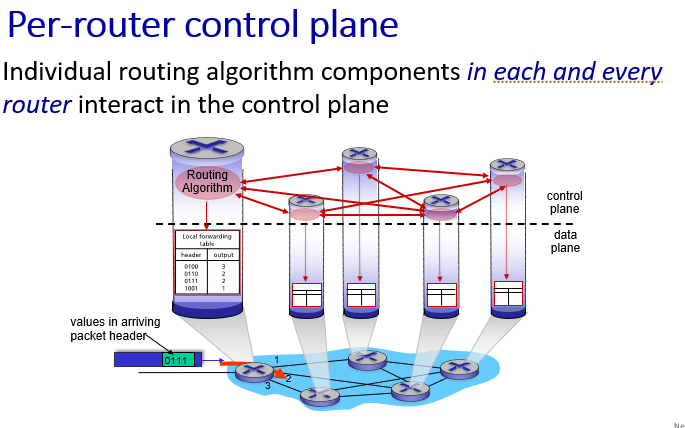 Per-router control plane
Individual routing algorithm components in each and every
router interact in the control plane
Routing
Algorithm
control
plane
data
plane
Local forwarding
table
header output
0100 3
0110 2
0111 2
1001 1
values in arriving
packet header
0111
1
2
3
Ne